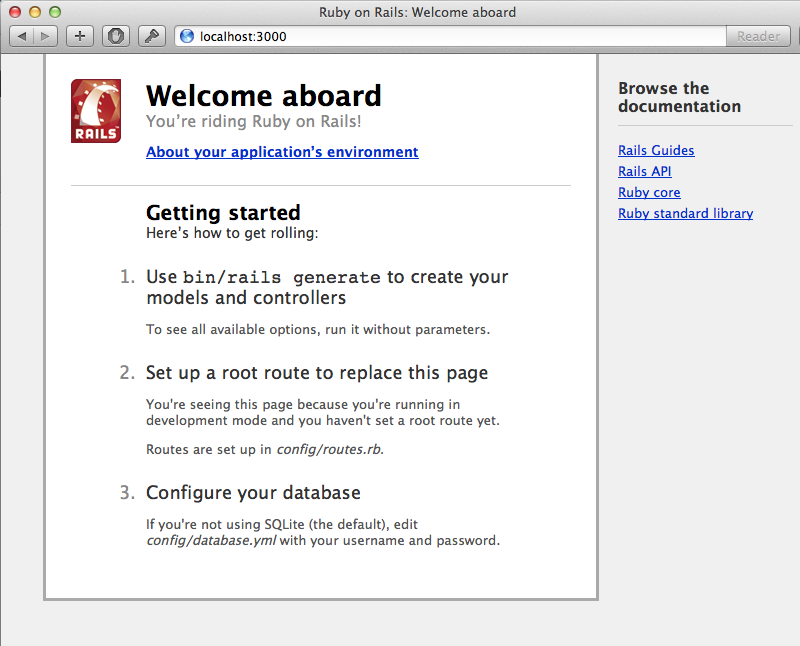 Ruby on Rails: Welcome aboard
localhost:3000
Reader
RAILS
Welcome aboard
You’re riding Ruby on Rails!
About your application’s environment
Getting started
Here’s how to get rolling:
1. Use bin/rails generate to create your
models and controllers
To see all available options, run it without parameters.
2. Set up a root route to replace this page
You're seeing this page because you're running in
development mode and you haven't set a root route yet.
Routes are set up in config/routes.rb.
3. Configure your database
If you're not using SQLite (the default), edit
config/database.yml with your username and password.
Browse the
documentation
Rails Guides
Rails API
Ruby core
Ruby standard library